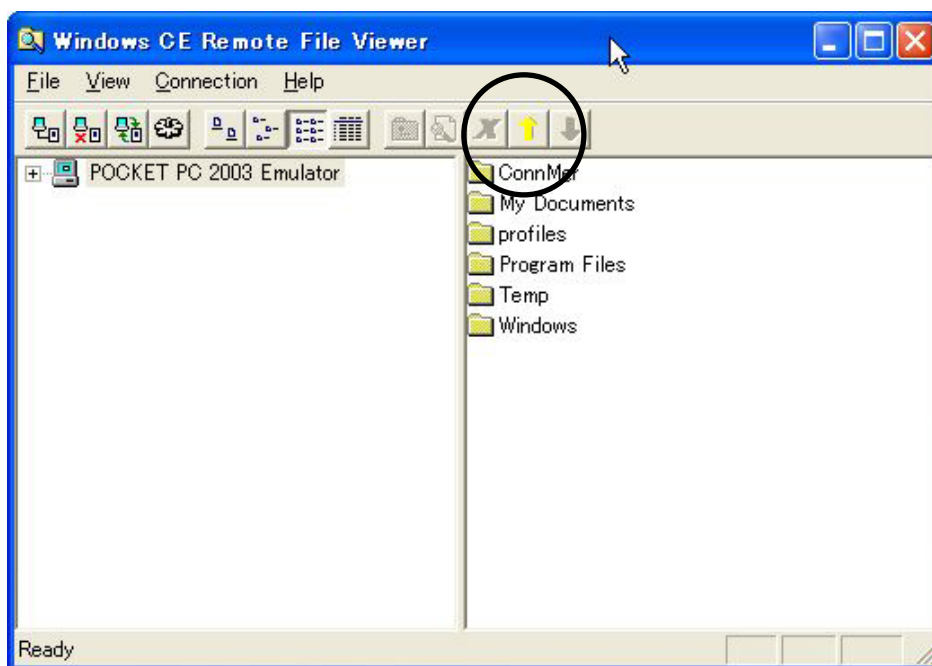 Windows CE Remote File Viewer
File View Connection Help
POCKET PC 2003 Emulator
ConnMgr
My Documents
profiles
Program Files
Temp
Windows
Ready